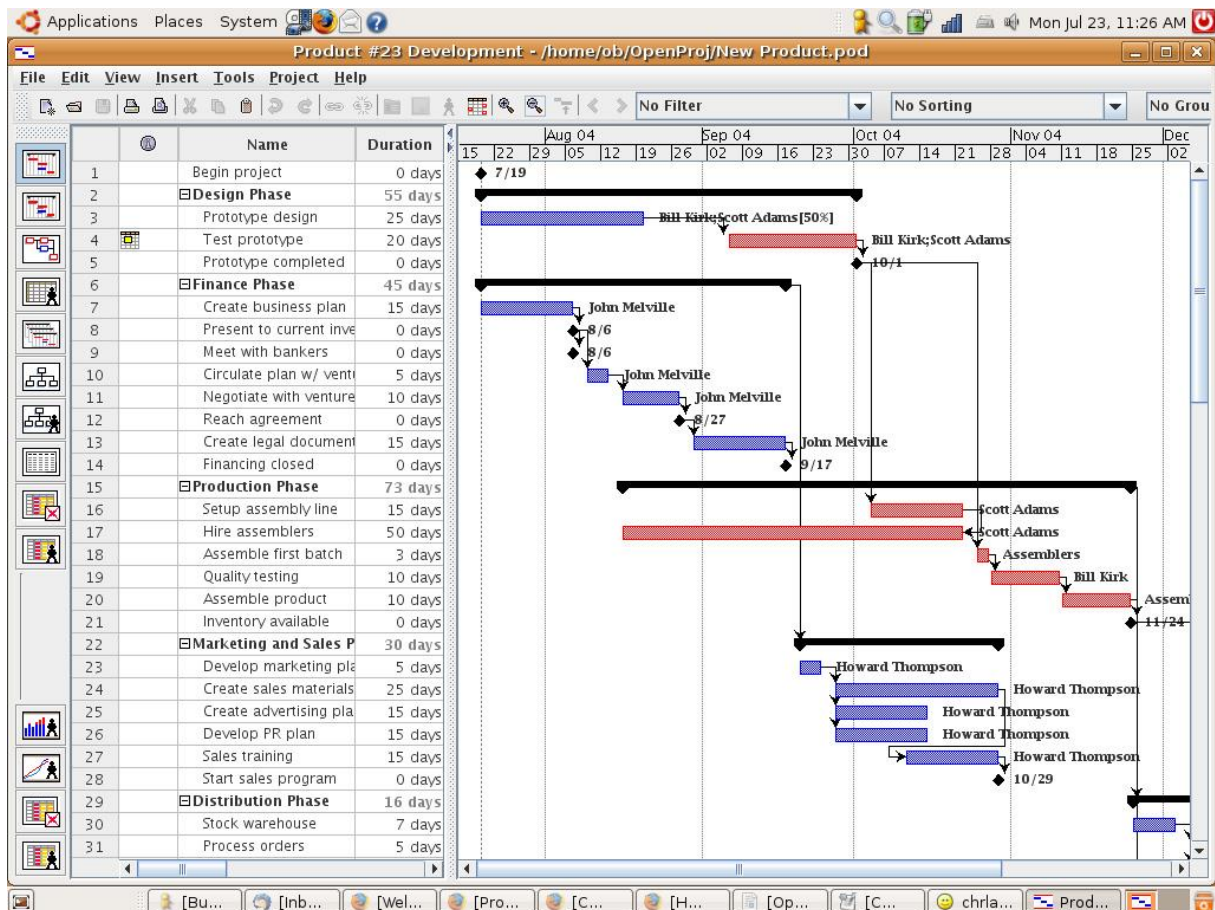 Applications Places System Mon Jul 23, 11:26 AM
Product #23 Development - /home/ob/OpenProj/New Product.pod
File Edit View Insert Tools Project Help
No Filter No Sorting No Grou
Name Duration
Aug 04 Sep 04 Oct 04 Nov 04 Dec
15 22 29 05 12 19 26 02 09 16 23 30 07 14 21 28 04 11 18 25 02
1 Begin project 0 days 7/19
2 Design Phase 55 days
3 Prototype design 25 days Bill Kirk;Scott Adams[50%]
4 Test prototype 20 days Bill Kirk;Scott Adams
5 Prototype completed 0 days 10/1
6 Finance Phase 45 days
7 Create business plan 15 days John Melville
8 Present to current inve 0 days 8/6
9 Meet with bankers 0 days 8/6
10 Circulate plan w/ ventu 5 days John Melville
11 Negotiate with venture 10 days John Melville
12 Reach agreement 0 days 8/27
13 Create legal document 15 days John Melville
14 Financing closed 0 days 9/17
15 Production Phase 73 days
16 Setup assembly line 15 days Scott Adams
17 Hire assemblers 50 days Scott Adams
18 Assemble first batch 3 days Assemblers
19 Quality testing 10 days Bill Kirk
20 Assemble product 10 days Assem
21 Inventory available 0 days 11/24
22 Marketing and Sales P 30 days
23 Develop marketing pla 5 days Howard Thompson
24 Create sales materials 25 days Howard Thompson
25 Create advertising pla 15 days Howard Thompson
26 Develop PR plan 15 days Howard Thompson
27 Sales training 15 days Howard Thompson
28 Start sales program 0 days 10/29
29 Distribution Phase 16 days
30 Stock warehouse 7 days
31 Process orders 5 days
[Bu... [Inb... [Wel... [Pro... [C... [H... [Op... [C... chrla... Prod...